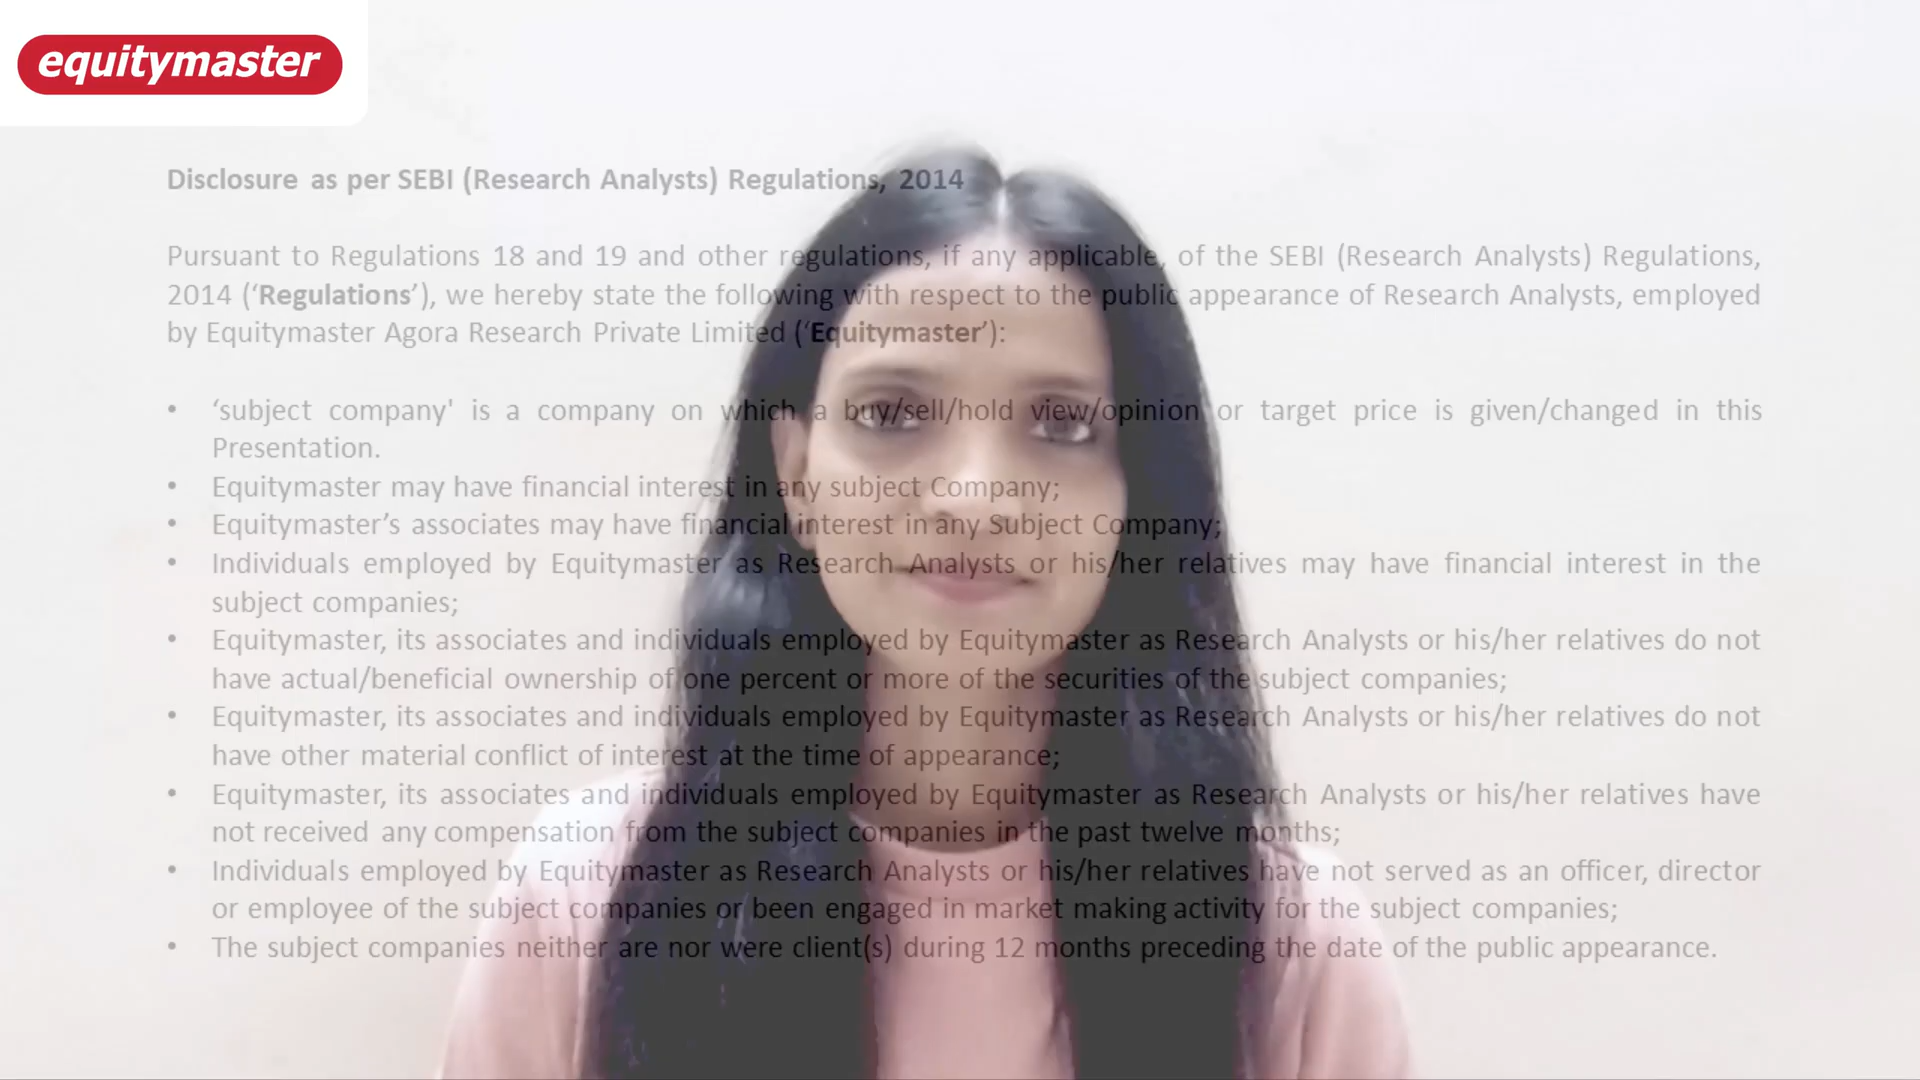 equitymaster
Disclosure as per SEBI (Research Analysts) Regulations, 2014
Pursuant to Regulations 18 and 19 and other regulations, if any applicable, of the SEBI (Research Analysts) Regulations,
2014 (‘Regulations’), we hereby state the following with respect to the public appearance of Research Analysts, employed
by Equitymaster Agora Research Private Limited (‘Equitymaster’):
• ‘subject company' is a company on which a buy/sell/hold view/opinion or target price is given/changed in this
Presentation.
• Equitymaster may have financial interest in any subject Company;
• Equitymaster’s associates may have financial interest in any Subject Company;
• Individuals employed by Equitymaster as Research Analysts or his/her relatives may have financial interest in the
subject companies;
• Equitymaster, its associates and individuals employed by Equitymaster as Research Analysts or his/her relatives do not
have actual/beneficial ownership of one percent or more of the securities of the subject companies;
• Equitymaster, its associates and individuals employed by Equitymaster as Research Analysts or his/her relatives do not
have other material conflict of interest at the time of appearance;
• Equitymaster, its associates and individuals employed by Equitymaster as Research Analysts or his/her relatives have
not received any compensation from the subject companies in the past twelve months;
• Individuals employed by Equitymaster as Research Analysts or his/her relatives have not served as an officer, director
or employee of the subject companies or been engaged in market making activity for the subject companies;
• The subject companies neither are nor were client(s) during 12 months preceding the date of the public appearance.